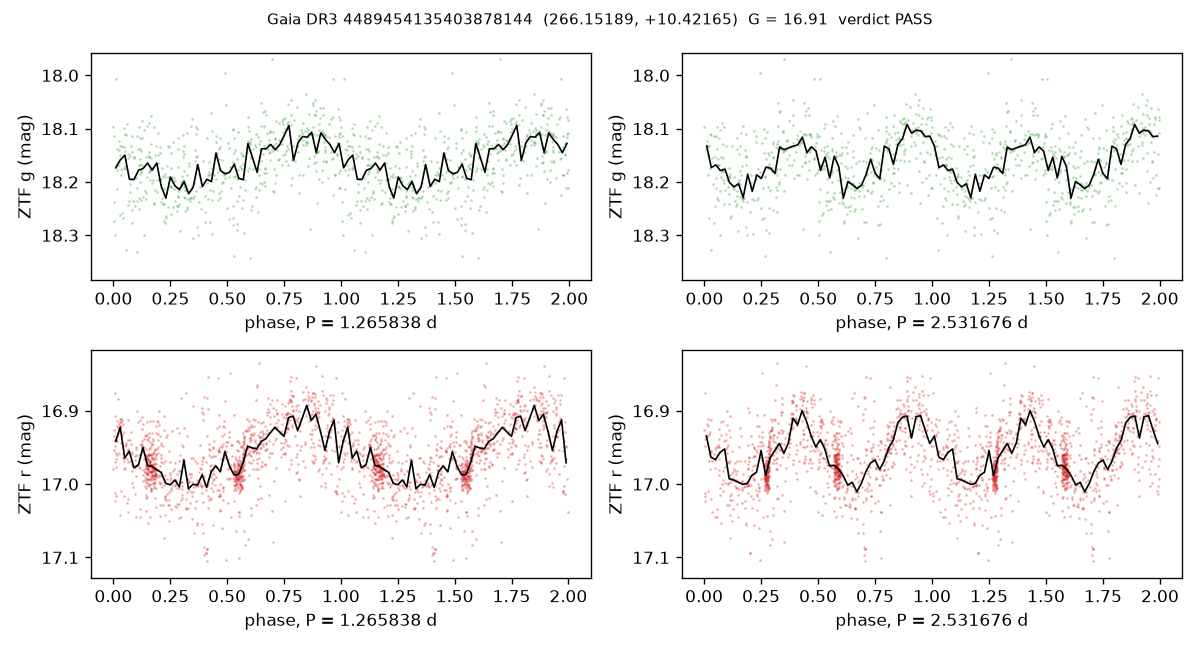 Gaia DR3 4489454135403878144 (266.15189, +10.42165) G = 16.91 verdict PASS
ZTF g (mag)
18.0
18.1
18.2
18.3
0.00 0.25 0.50 0.75 1.00 1.25 1.50 1.75 2.00
phase, P = 1.265838 d
ZTF g (mag)
18.0
18.1
18.2
18.3
0.00 0.25 0.50 0.75 1.00 1.25 1.50 1.75 2.00
phase, P = 2.531676 d
ZTF r (mag)
16.9
17.0
17.1
0.00 0.25 0.50 0.75 1.00 1.25 1.50 1.75 2.00
phase, P = 1.265838 d
ZTF r (mag)
16.9
17.0
17.1
0.00 0.25 0.50 0.75 1.00 1.25 1.50 1.75 2.00
phase, P = 2.531676 d